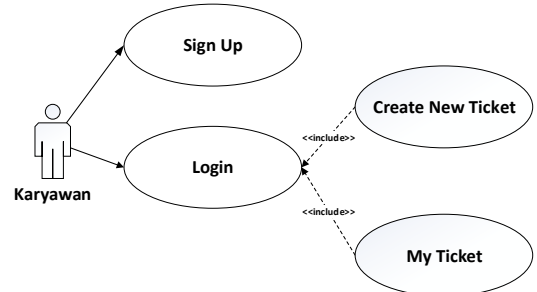 Sign Up
Create New Ticket
<<include>>
Login
Karyawan
<<include>>
My Ticket